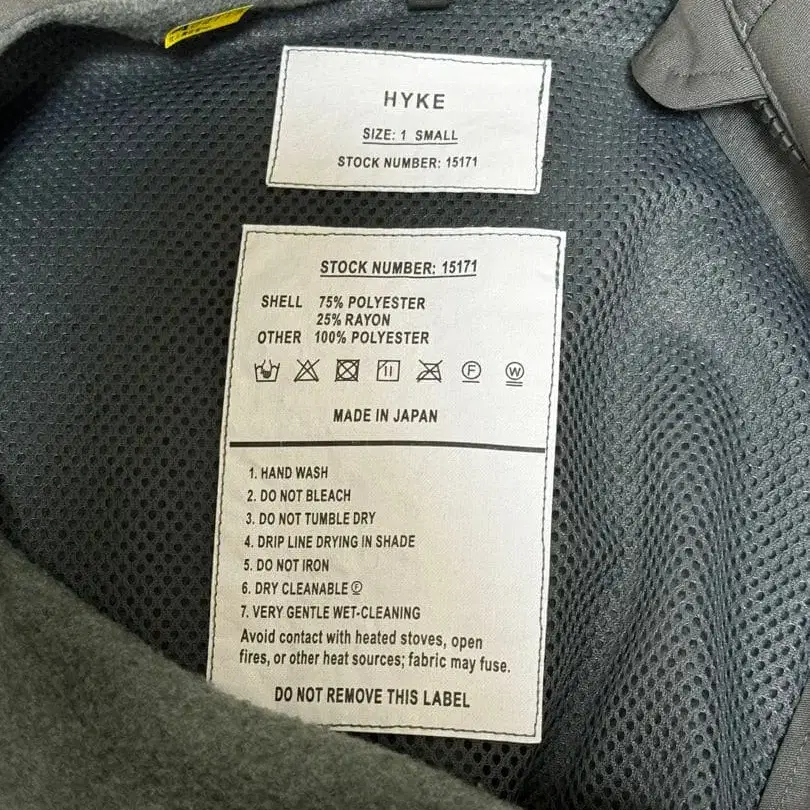 HYKE
SIZE: 1 SMALL
STOCK NUMBER: 15171
STOCK NUMBER: 15171
SHELL 75% POLYESTER
25% RAYON
OTHER 100% POLYESTER
F W
MADE IN JAPAN
1. HAND WASH
2. DO NOT BLEACH
3. DO NOT TUMBLE DRY
4. DRIP LINE DRYING IN SHADE
5. DO NOT IRON
6. DRY CLEANABLE Ⓕ
7. VERY GENTLE WET-CLEANING
Avoid contact with heated stoves, open
fires, or other heat sources; fabric may fuse.
DO NOT REMOVE THIS LABEL